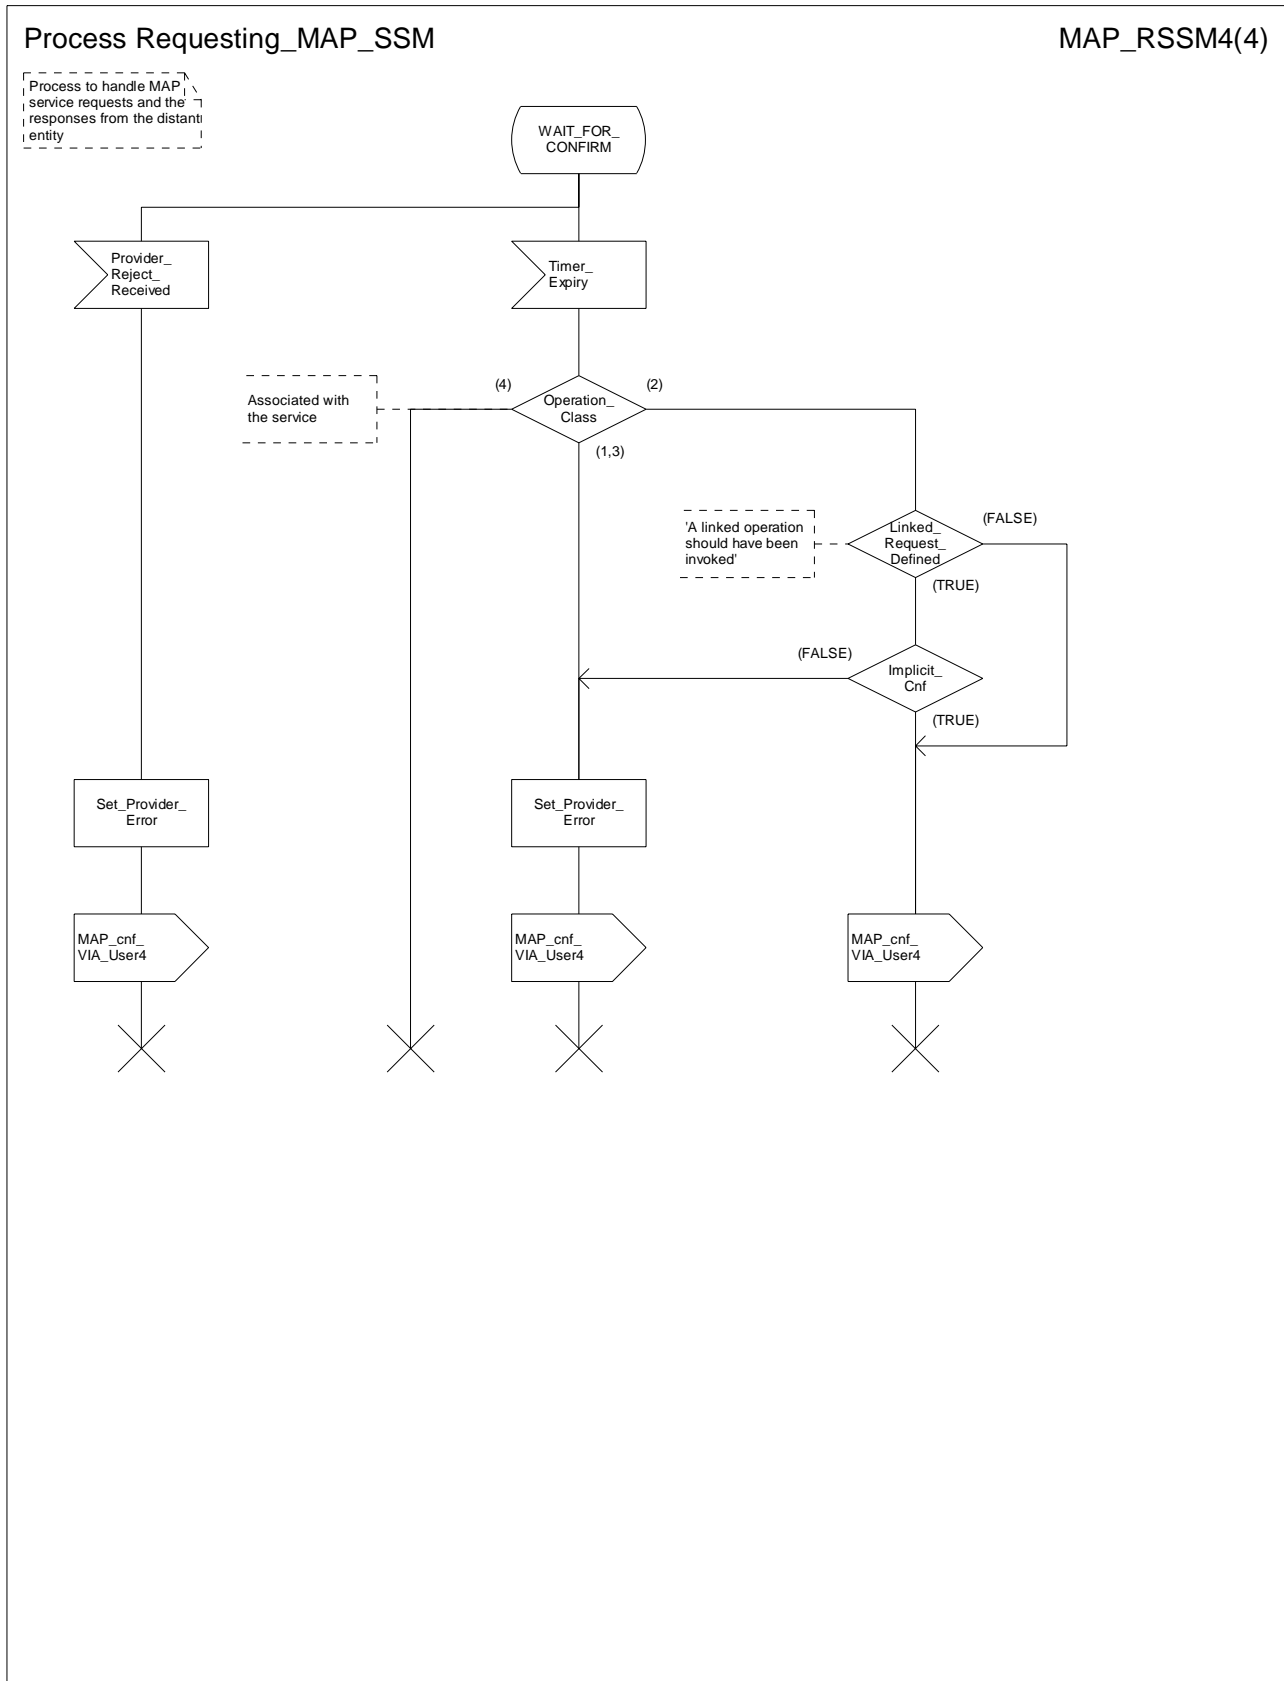 Process Requesting_MAP_SSM
MAP_RSSM4(4)
Process to handle MAP
service requests and the
responses from the distant
entity
WAIT_FOR_
CONFIRM
Provider_
Reject_
Received
Timer_
Expiry
Associated with
the service
(4)
Operation_
Class
(2)
(1,3)
'A linked operation
should have been
invoked'
Linked_
Request_
Defined
(FALSE)
(TRUE)
(FALSE)
Implicit_
Cnf
(TRUE)
Set_Provider_
Error
Set_Provider_
Error
MAP_cnf_
VIA_User4
MAP_cnf_
VIA_User4
MAP_cnf_
VIA_User4